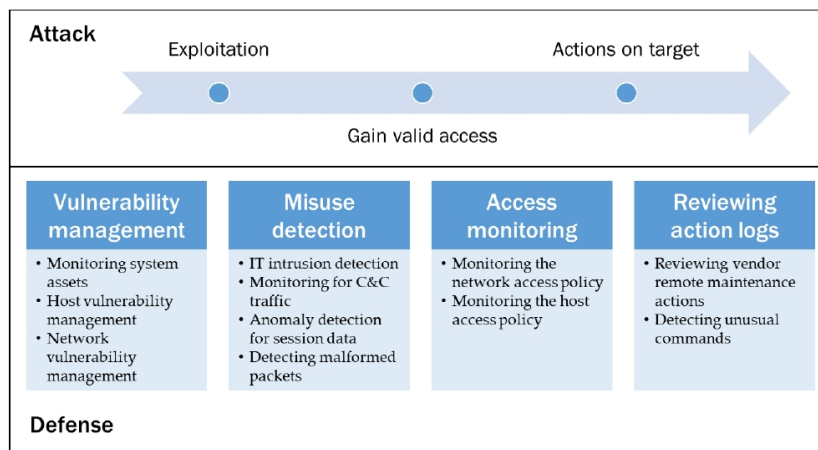 Attack
Exploitation
Actions on target
Gain valid access
Vulnerability
management
• Monitoring system
assets
• Host vulnerability
management
• Network
vulnerability
management
Misuse
detection
• IT intrusion detection
• Monitoring for C&C
traffic
• Anomaly detection
for session data
• Detecting malformed
packets
Access
monitoring
• Monitoring the
network access policy
• Monitoring the host
access policy
Reviewing
action logs
• Reviewing vendor
remote maintenance
actions
• Detecting unusual
commands
Defense